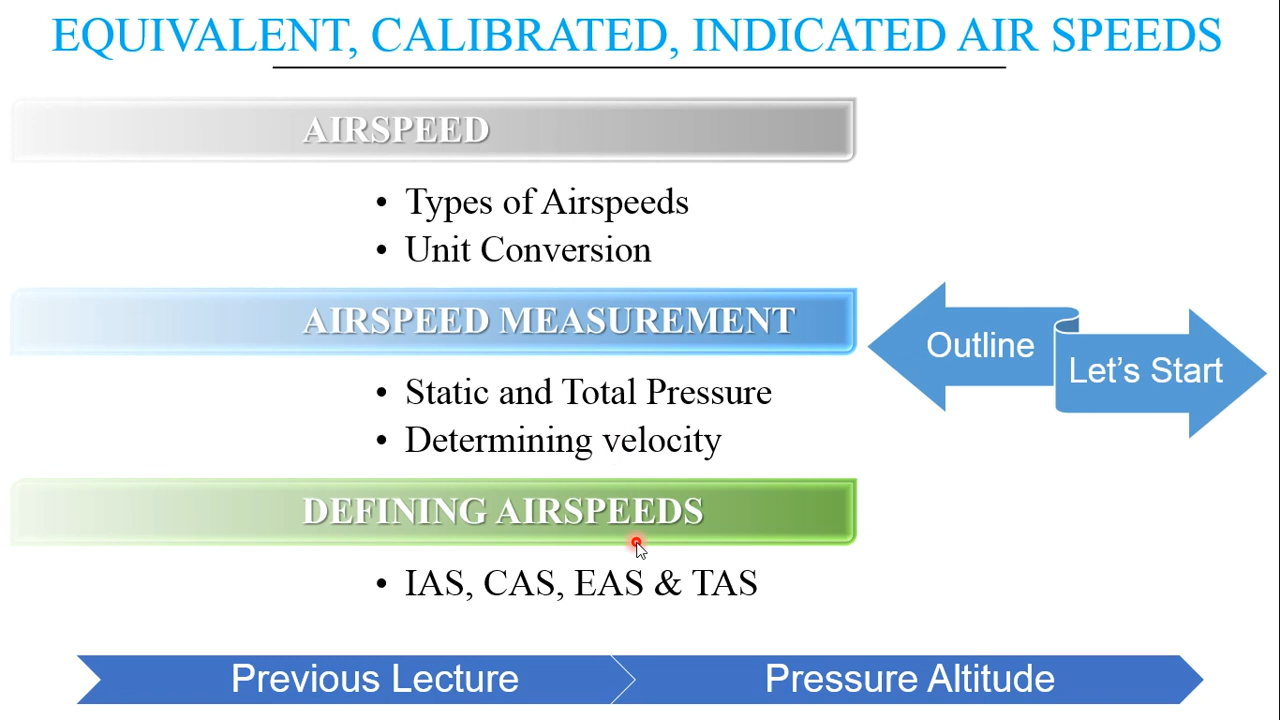 EQUIVALENT, CALIBRATED, INDICATED AIR SPEEDS
AIRSPEED
• Types of Airspeeds
• Unit Conversion
AIRSPEED MEASUREMENT
• Static and Total Pressure
• Determining velocity
DEFINING AIRSPEEDS
• IAS, CAS, EAS & TAS
Outline
Let’s Start
Previous Lecture
Pressure Altitude